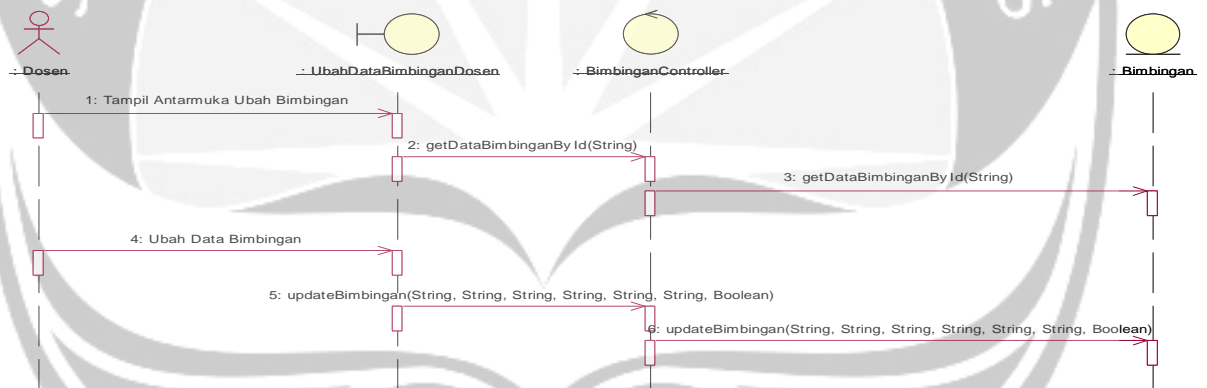 : Dosen
: UbahDataBimbinganDosen
: BimbinganController
: Bimbingan
1: Tampil Antarmuka Ubah Bimbingan
2: getDataBimbinganById(String)
3: getDataBimbinganById(String)
4: Ubah Data Bimbingan
5: updateBimbingan(String, String, String, String, String, String, Boolean)
6: updateBimbingan(String, String, String, String, String, String, Boolean)